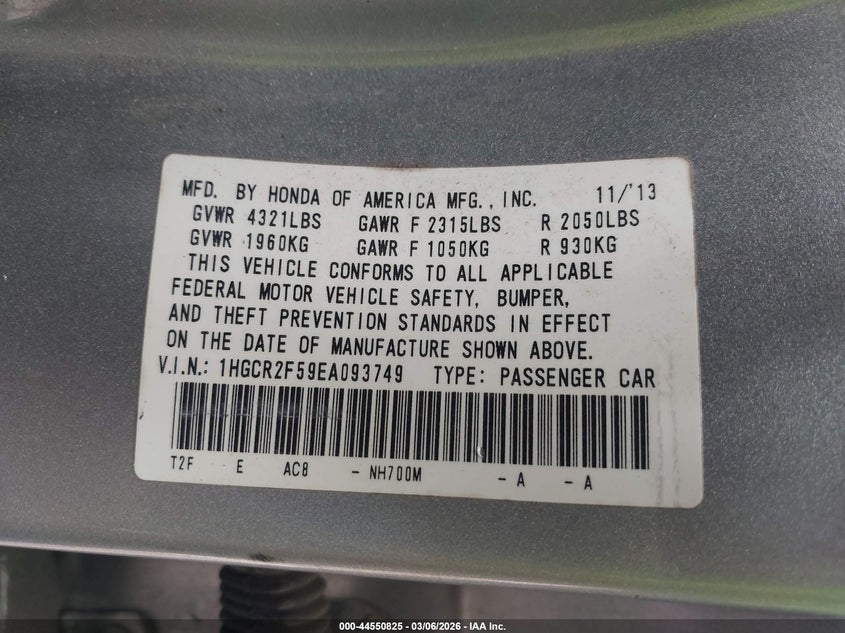 MFD. BY HONDA OF AMERICA MFG., INC. 11/'13
GVWR 4321LBS GAWR F 2315LBS R 2050LBS
GVWR 1960KG GAWR F 1050KG R 930KG
THIS VEHICLE CONFORMS TO ALL APPLICABLE
FEDERAL MOTOR VEHICLE SAFETY, BUMPER,
AND THEFT PREVENTION STANDARDS IN EFFECT
ON THE DATE OF MANUFACTURE SHOWN ABOVE.
V.I.N.: 1HGCR2F59EA093749 TYPE: PASSENGER CAR
T2F E AC8 - NH700M - A - A
000-44550825 - 03/06/2026 - IAA Inc.